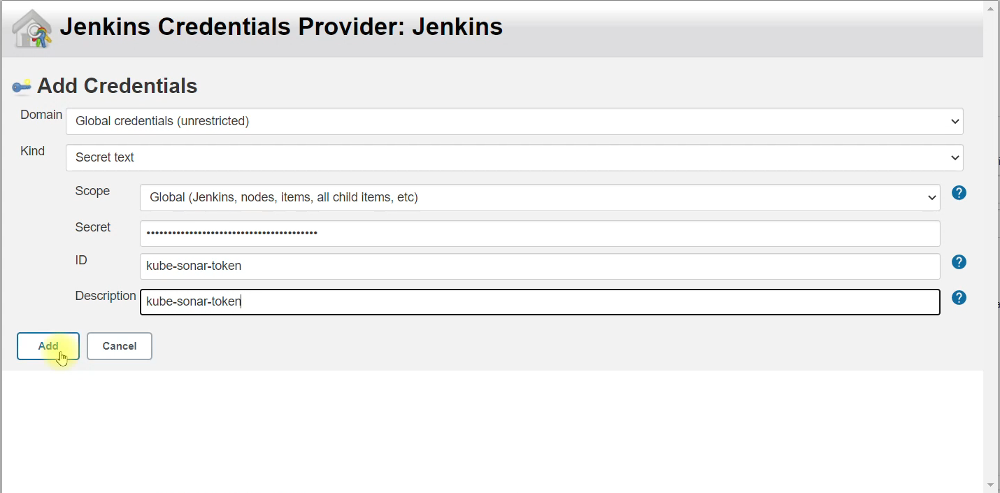 Jenkins Credentials Provider: Jenkins
Add Credentials
Domain
Global credentials (unrestricted)
Kind
Secret text
Scope
Global (Jenkins, nodes, items, all child items, etc)
?
Secret
••••••••••••••••••••••••••••••••••••••••
ID
kube-sonar-token
?
Description
kube-sonar-token
?
Add
Cancel